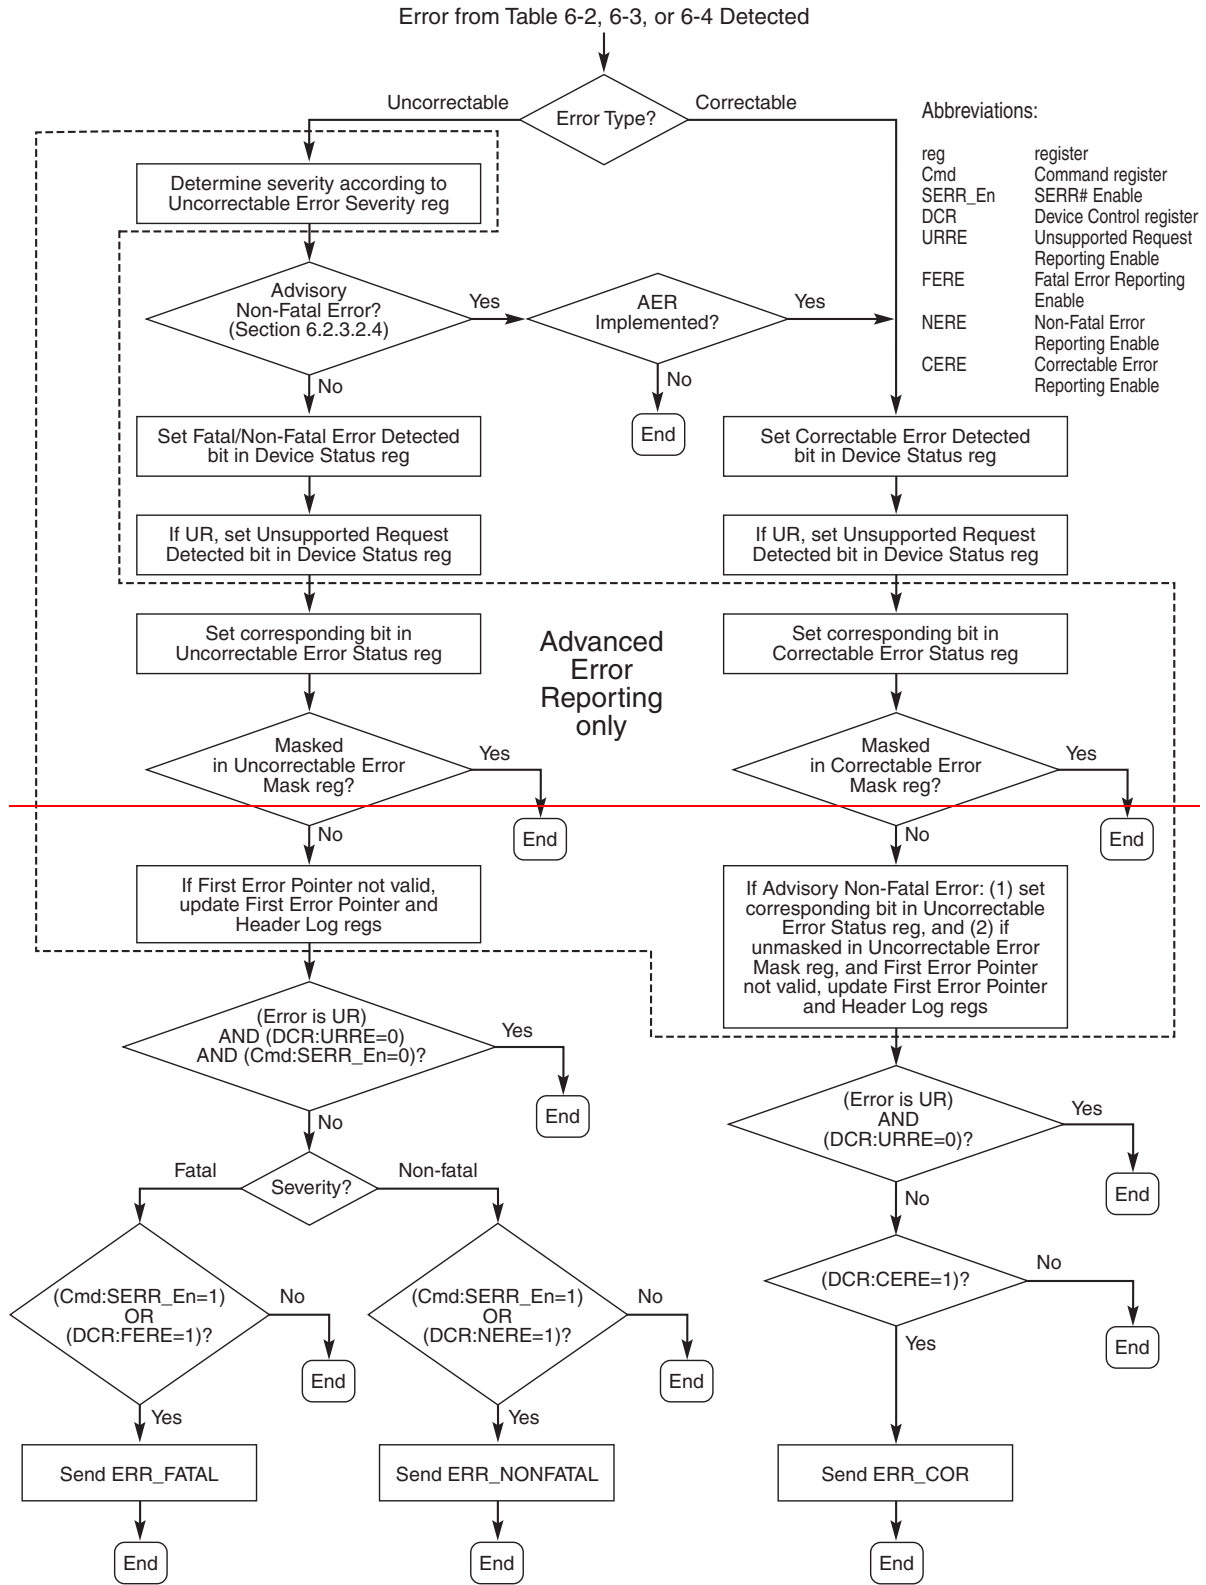 Error from Table 6-2, 6-3, or 6-4 Detected
Uncorrectable
Error Type?
Correctable
Abbreviations:
reg register
Cmd Command register
SERR_En SERR# Enable
DCR Device Control register
URRE Unsupported Request
Reporting Enable
FERE Fatal Error Reporting
Enable
NERE Non-Fatal Error
Reporting Enable
CERE Correctable Error
Reporting Enable
Determine severity according to
Uncorrectable Error Severity reg
Advisory
Non-Fatal Error?
(Section 6.2.3.2.4)
Yes
No
AER
Implemented?
Yes
No
End
Set Fatal/Non-Fatal Error Detected
bit in Device Status reg
Set Correctable Error Detected
bit in Device Status reg
If UR, set Unsupported Request
Detected bit in Device Status reg
If UR, set Unsupported Request
Detected bit in Device Status reg
Set corresponding bit in
Uncorrectable Error Status reg
Advanced
Error
Reporting
only
Set corresponding bit in
Correctable Error Status reg
Masked
in Uncorrectable Error
Mask reg?
Yes
End
No
Masked
in Correctable Error
Mask reg?
Yes
End
No
If First Error Pointer not valid,
update First Error Pointer and
Header Log regs
If Advisory Non-Fatal Error: (1) set
corresponding bit in Uncorrectable
Error Status reg, and (2) if
unmasked in Uncorrectable Error
Mask reg, and First Error Pointer
not valid, update First Error Pointer
and Header Log regs
(Error is UR)
AND (DCR:URRE=0)
AND (Cmd:SERR_En=0)?
Yes
End
No
(Error is UR)
AND
(DCR:URRE=0)?
Yes
End
No
Fatal
Severity?
Non-fatal
(Cmd:SERR_En=1)
OR
(DCR:FERE=1)?
No
End
Yes
(Cmd:SERR_En=1)
OR
(DCR:NERE=1)?
No
End
Yes
(DCR:CERE=1)?
No
End
Yes
Send ERR_FATAL
Send ERR_NONFATAL
Send ERR_COR
End
End
End